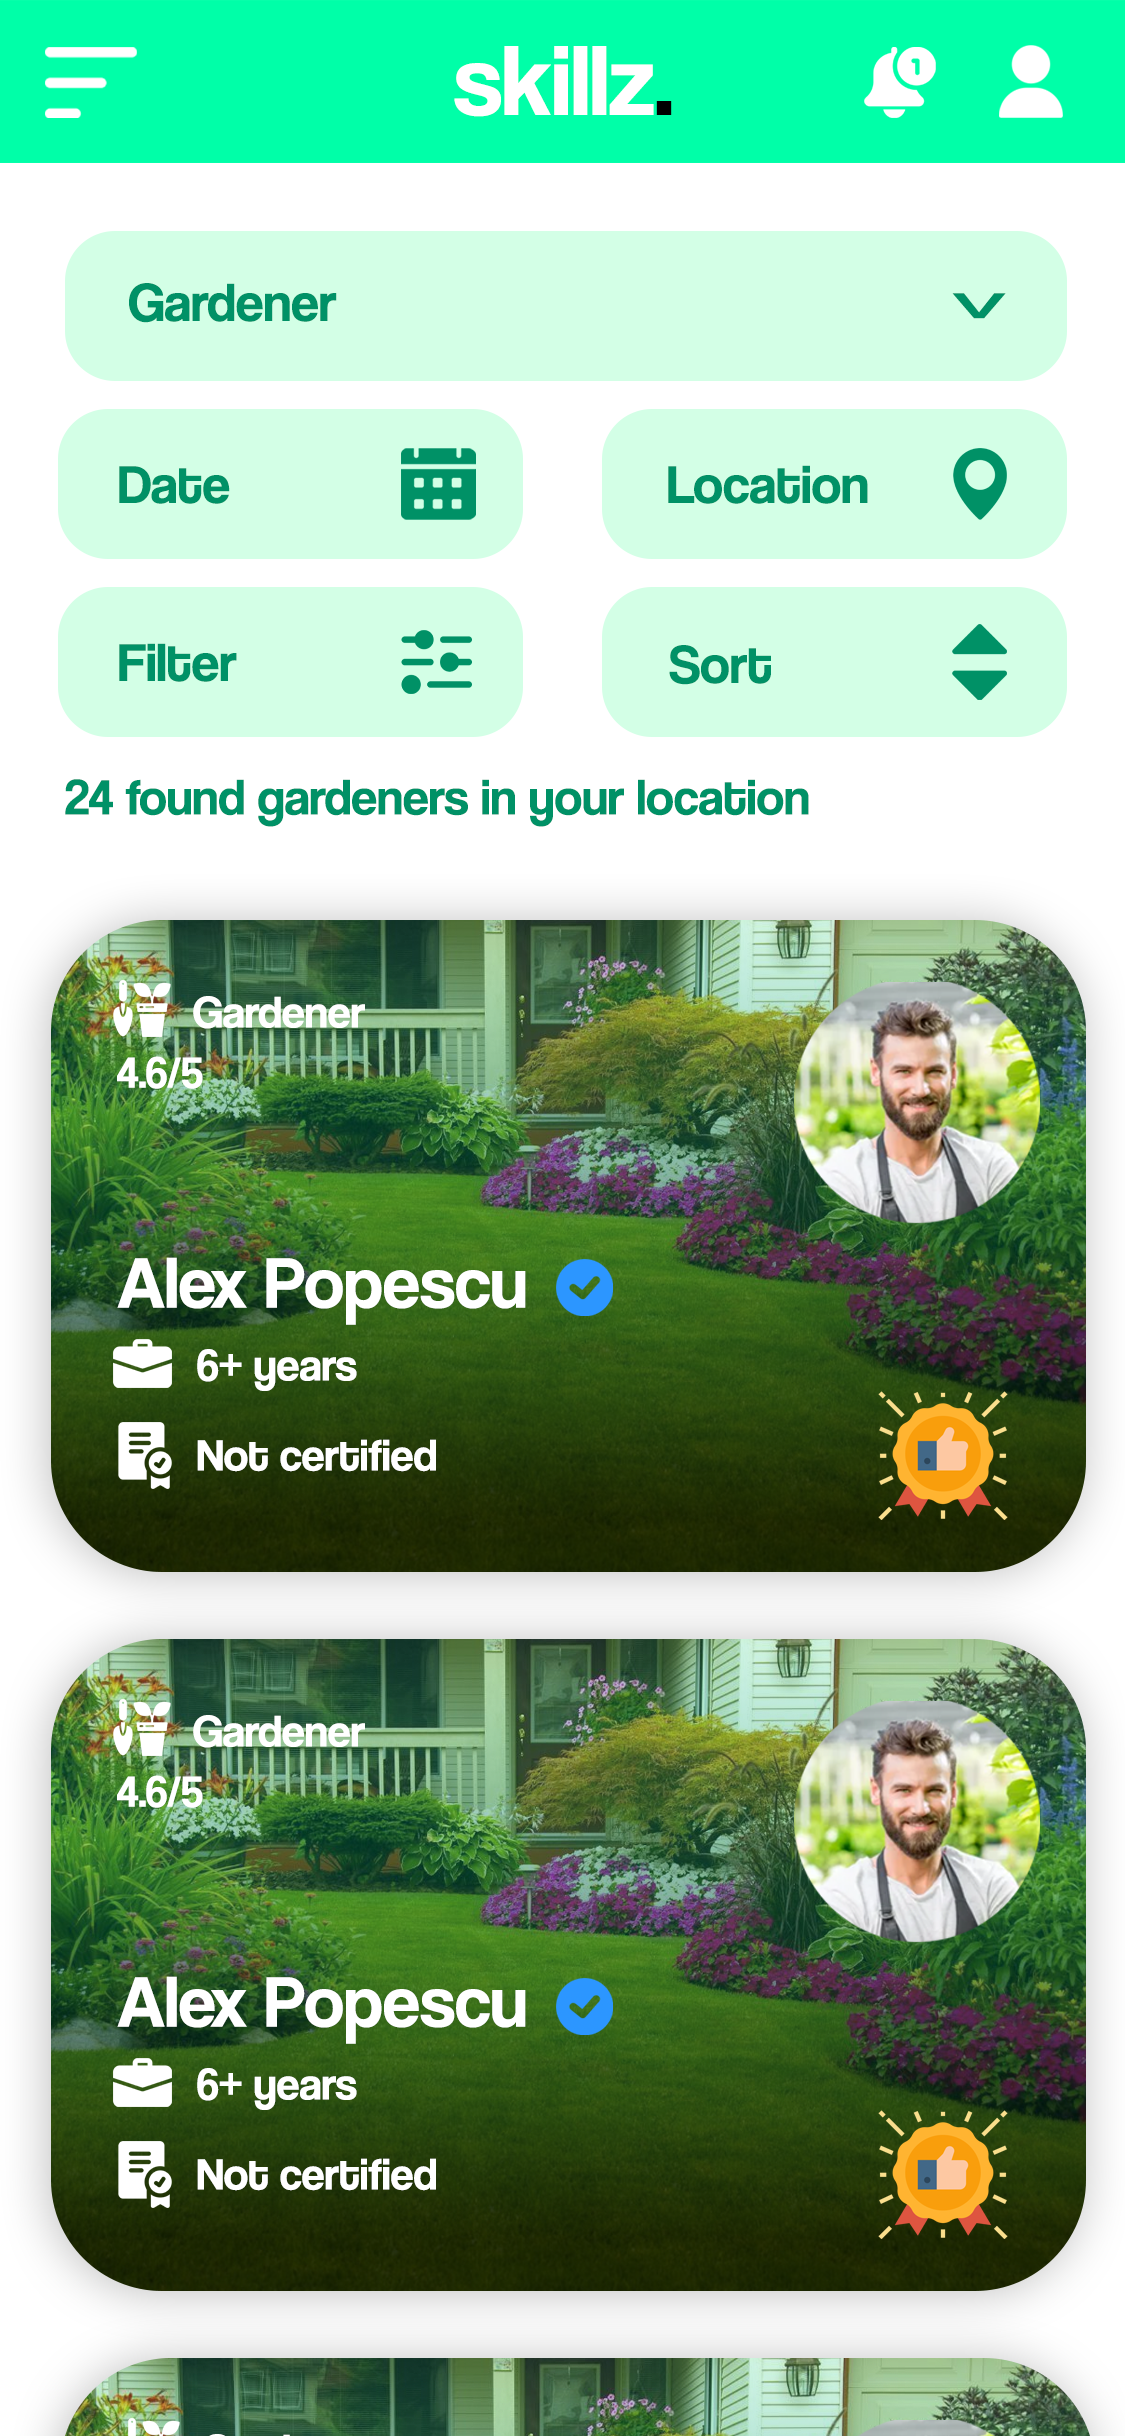 skillz.
1
Gardener
Date
Location
Filter
Sort
24 found gardeners in your location
Gardener
4.6/5
Alex Popescu
6+ years
Not certified
Gardener
4.6/5
Alex Popescu
6+ years
Not certified